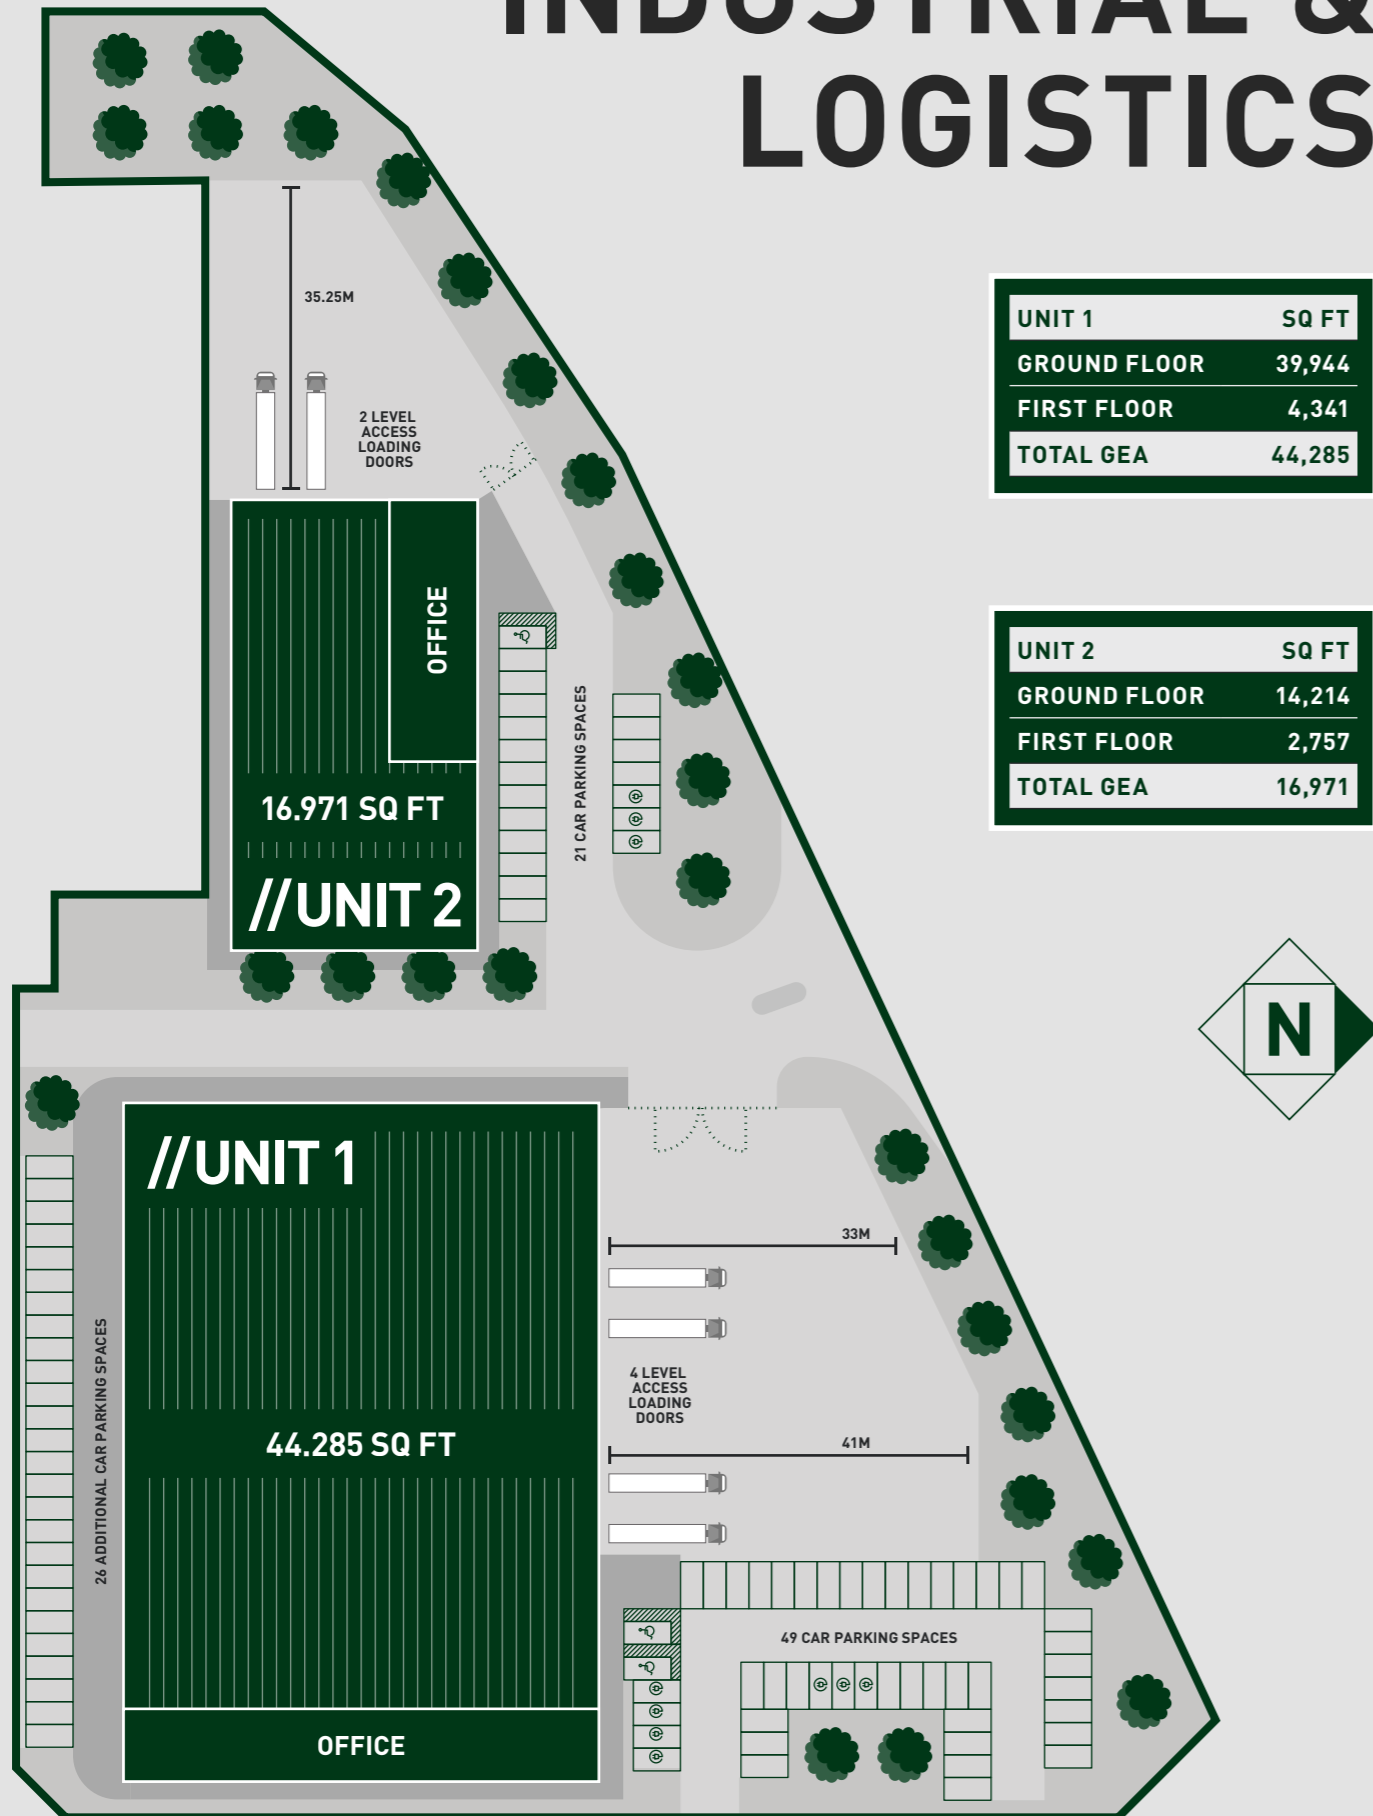 INDUSTRIAL &
LOGISTICS
35.25M
2 LEVEL
ACCESS
LOADING
DOORS
OFFICE
16.971 SQ FT
//UNIT 2
21 CAR PARKING SPACES
UNIT 1 SQ FT
GROUND FLOOR 39,944
FIRST FLOOR 4,341
TOTAL GEA 44,285
UNIT 2 SQ FT
GROUND FLOOR 14,214
FIRST FLOOR 2,757
TOTAL GEA 16,971
N
//UNIT 1
33M
4 LEVEL
ACCESS
LOADING
DOORS
41M
44.285 SQ FT
26 ADDITIONAL CAR PARKING SPACES
49 CAR PARKING SPACES
OFFICE